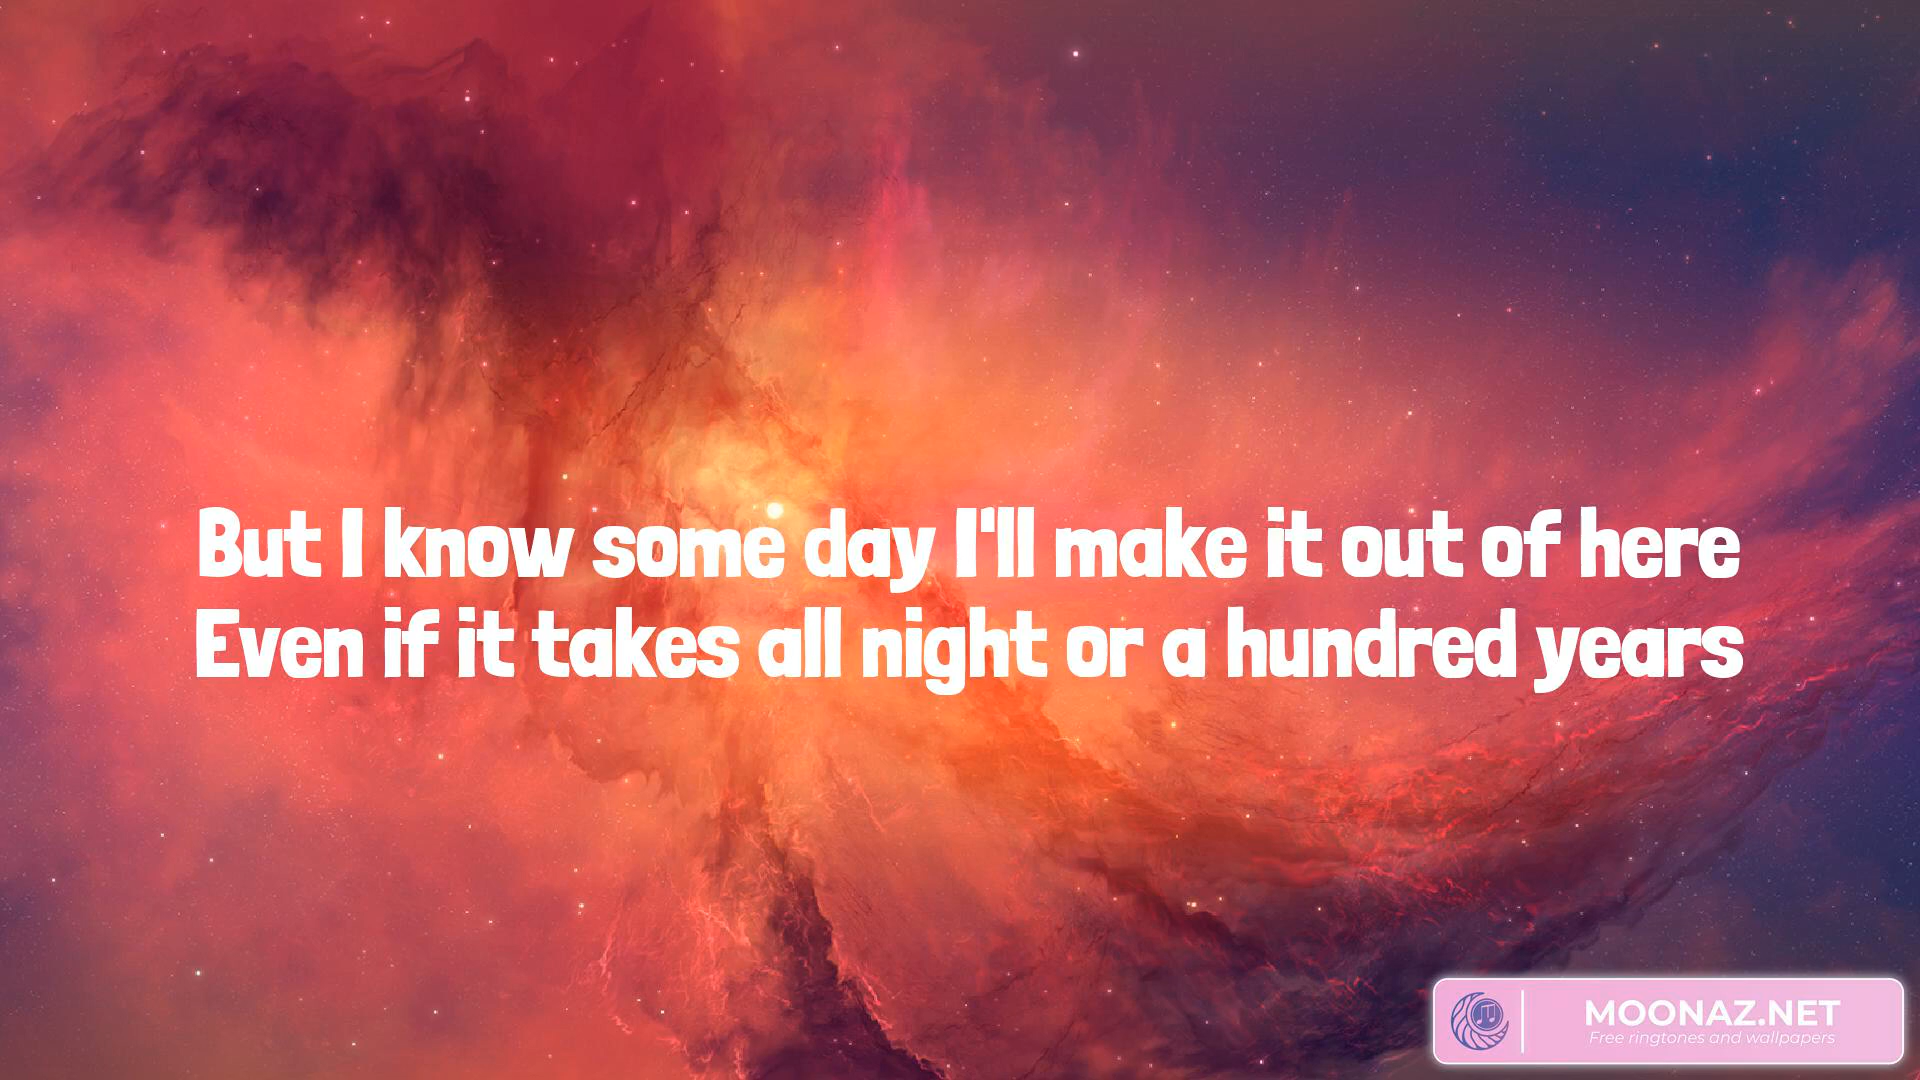 But I know some day I'll make it out of here
Even if it takes all night or a hundred years
MOONAZ.NET
Free ringtones and wallpapers